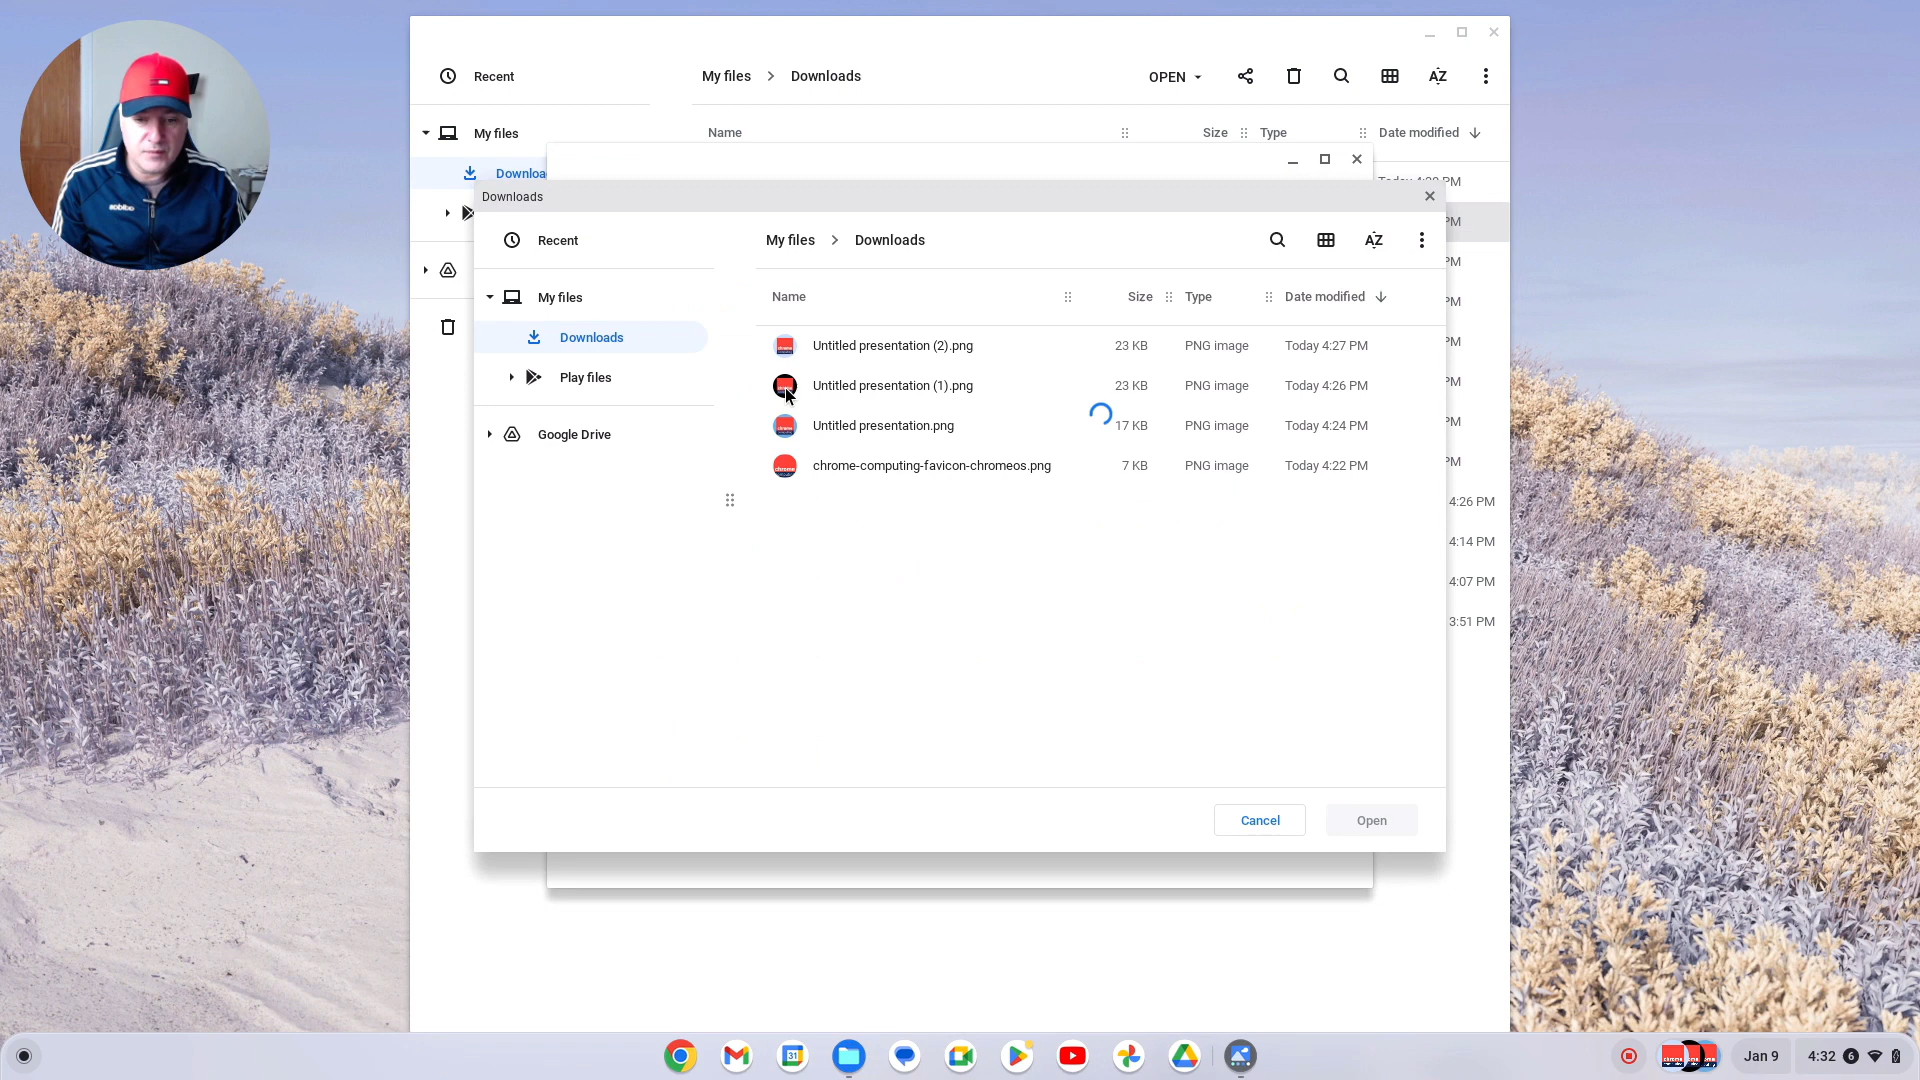 Recent
My files
Downloads
OPEN
My files
Name
Size
Type
Date modified
Downloa
PM
PM
PM
PM
PM
PM
PM
PM
4:26 PM
4:14 PM
4:07 PM
3:51 PM
Downloads
Recent
My files
Downloads
My files
Downloads
Play files
Google Drive
Name
Size
Type
Date modified
Untitled presentation (2).png
23 KB
PNG image
Today 4:27 PM
Untitled presentation (1).png
23 KB
PNG image
Today 4:26 PM
Untitled presentation.png
17 KB
PNG image
Today 4:24 PM
chrome-computing-favicon-chromeos.png
7 KB
PNG image
Today 4:22 PM
Cancel
Open
31
Jan 9
4:32
6